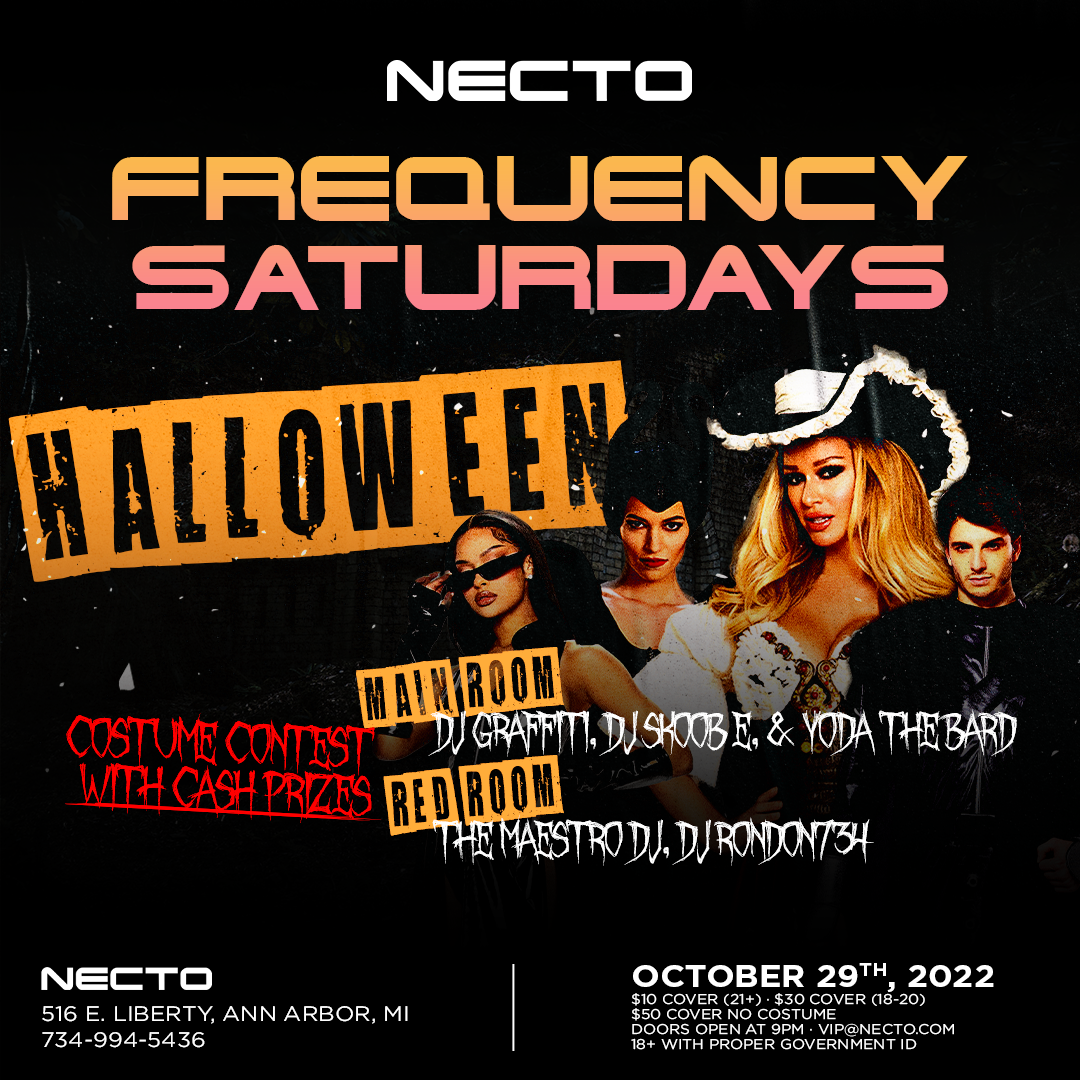 NECTO
FREQUENCY
SATURDAYS
HALLOWEEN
MAIN ROOM
DJ GRAFFITI, DJ SKOOB E, & YODA THE BARD
COSTUME CONTEST
WITH CASH PRIZES
RED ROOM
THE MAESTRO DJ, DJ RONDON734
NECTO
516 E. LIBERTY, ANN ARBOR, MI
734-994-5436
OCTOBER 29TH, 2022
$10 COVER (21+) · $30 COVER (18-20)
$50 COVER NO COSTUME
DOORS OPEN AT 9PM · VIP@NECTO.COM
18+ WITH PROPER GOVERNMENT ID